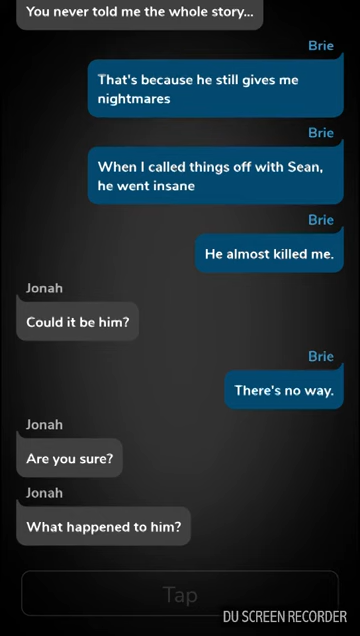 You never told me the whole story...
Brie
That's because he still gives me
nightmares
Brie
When I called things off with Sean,
he went insane
Brie
He almost killed me.
Jonah
Could it be him?
Brie
There's no way.
Jonah
Are you sure?
Jonah
What happened to him?
Tap
DU SCREEN RECORDER